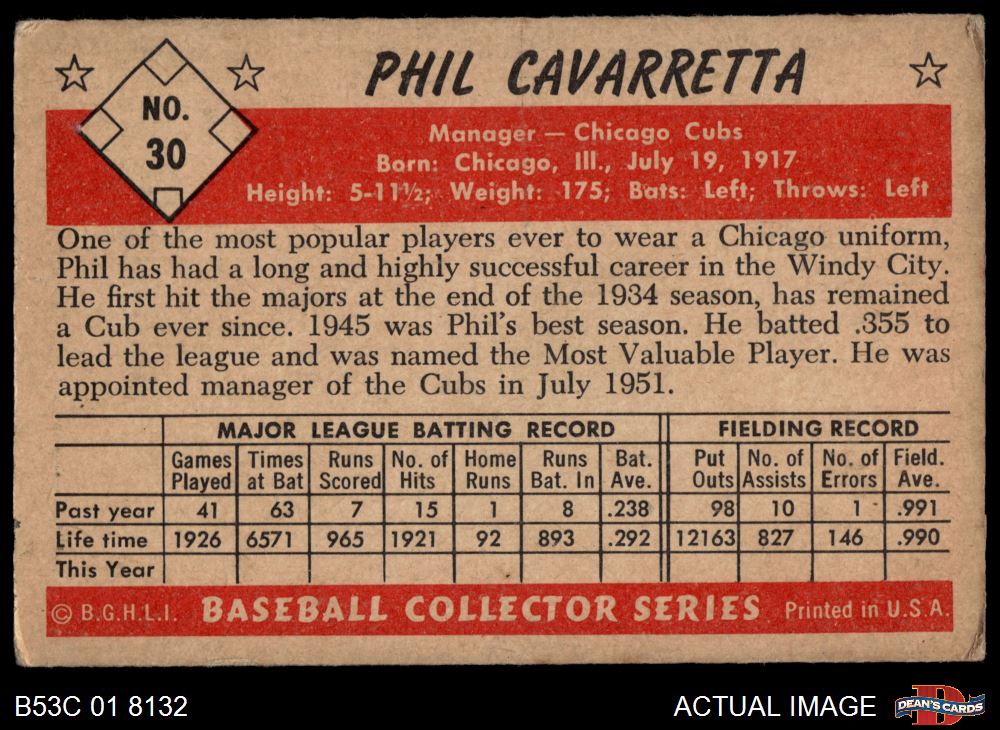 PHIL CAVARRETTA
NO.
30
Manager — Chicago Cubs
Born: Chicago, Ill., July 19, 1917
Height: 5-11½; Weight: 175; Bats: Left; Throws: Left
One of the most popular players ever to wear a Chicago uniform,
Phil has had a long and highly successful career in the Windy City.
He first hit the majors at the end of the 1934 season, has remained
a Cub ever since. 1945 was Phil's best season. He batted .355 to
lead the league and was named the Most Valuable Player. He was
appointed manager of the Cubs in July 1951.
MAJOR LEAGUE BATTING RECORD FIELDING RECORD
Games Times Runs No. of Home Runs Bat. Put No. of No. of Field.
Played at Bat Scored Hits Runs Bat. In Ave. Outs Assists Errors Ave.
Past year 41 63 7 15 1 8 .238 98 10 1 .991
Life time 1926 6571 965 1921 92 893 .292 12163 827 146 .990
This Year
© B.G.H.L.I. BASEBALL COLLECTOR SERIES Printed in U.S.A.
B53C 01 8132 ACTUAL IMAGE DEAN'S CARDS